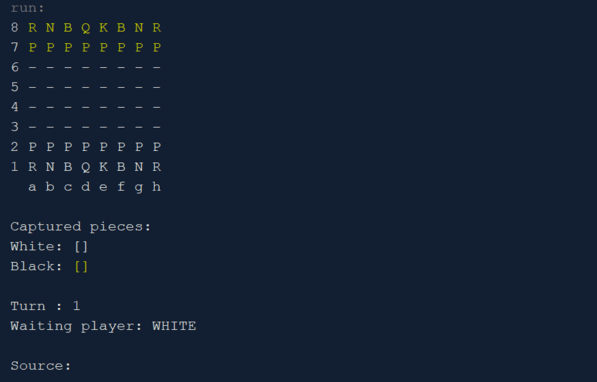 run:
8 R N B Q K B N R
7 P P P P P P P P
6 - - - - - - - -
5 - - - - - - - -
4 - - - - - - - -
3 - - - - - - - -
2 P P P P P P P P
1 R N B Q K B N R
a b c d e f g h
Captured pieces:
White: []
Black: []
Turn : 1
Waiting player: WHITE
Source: